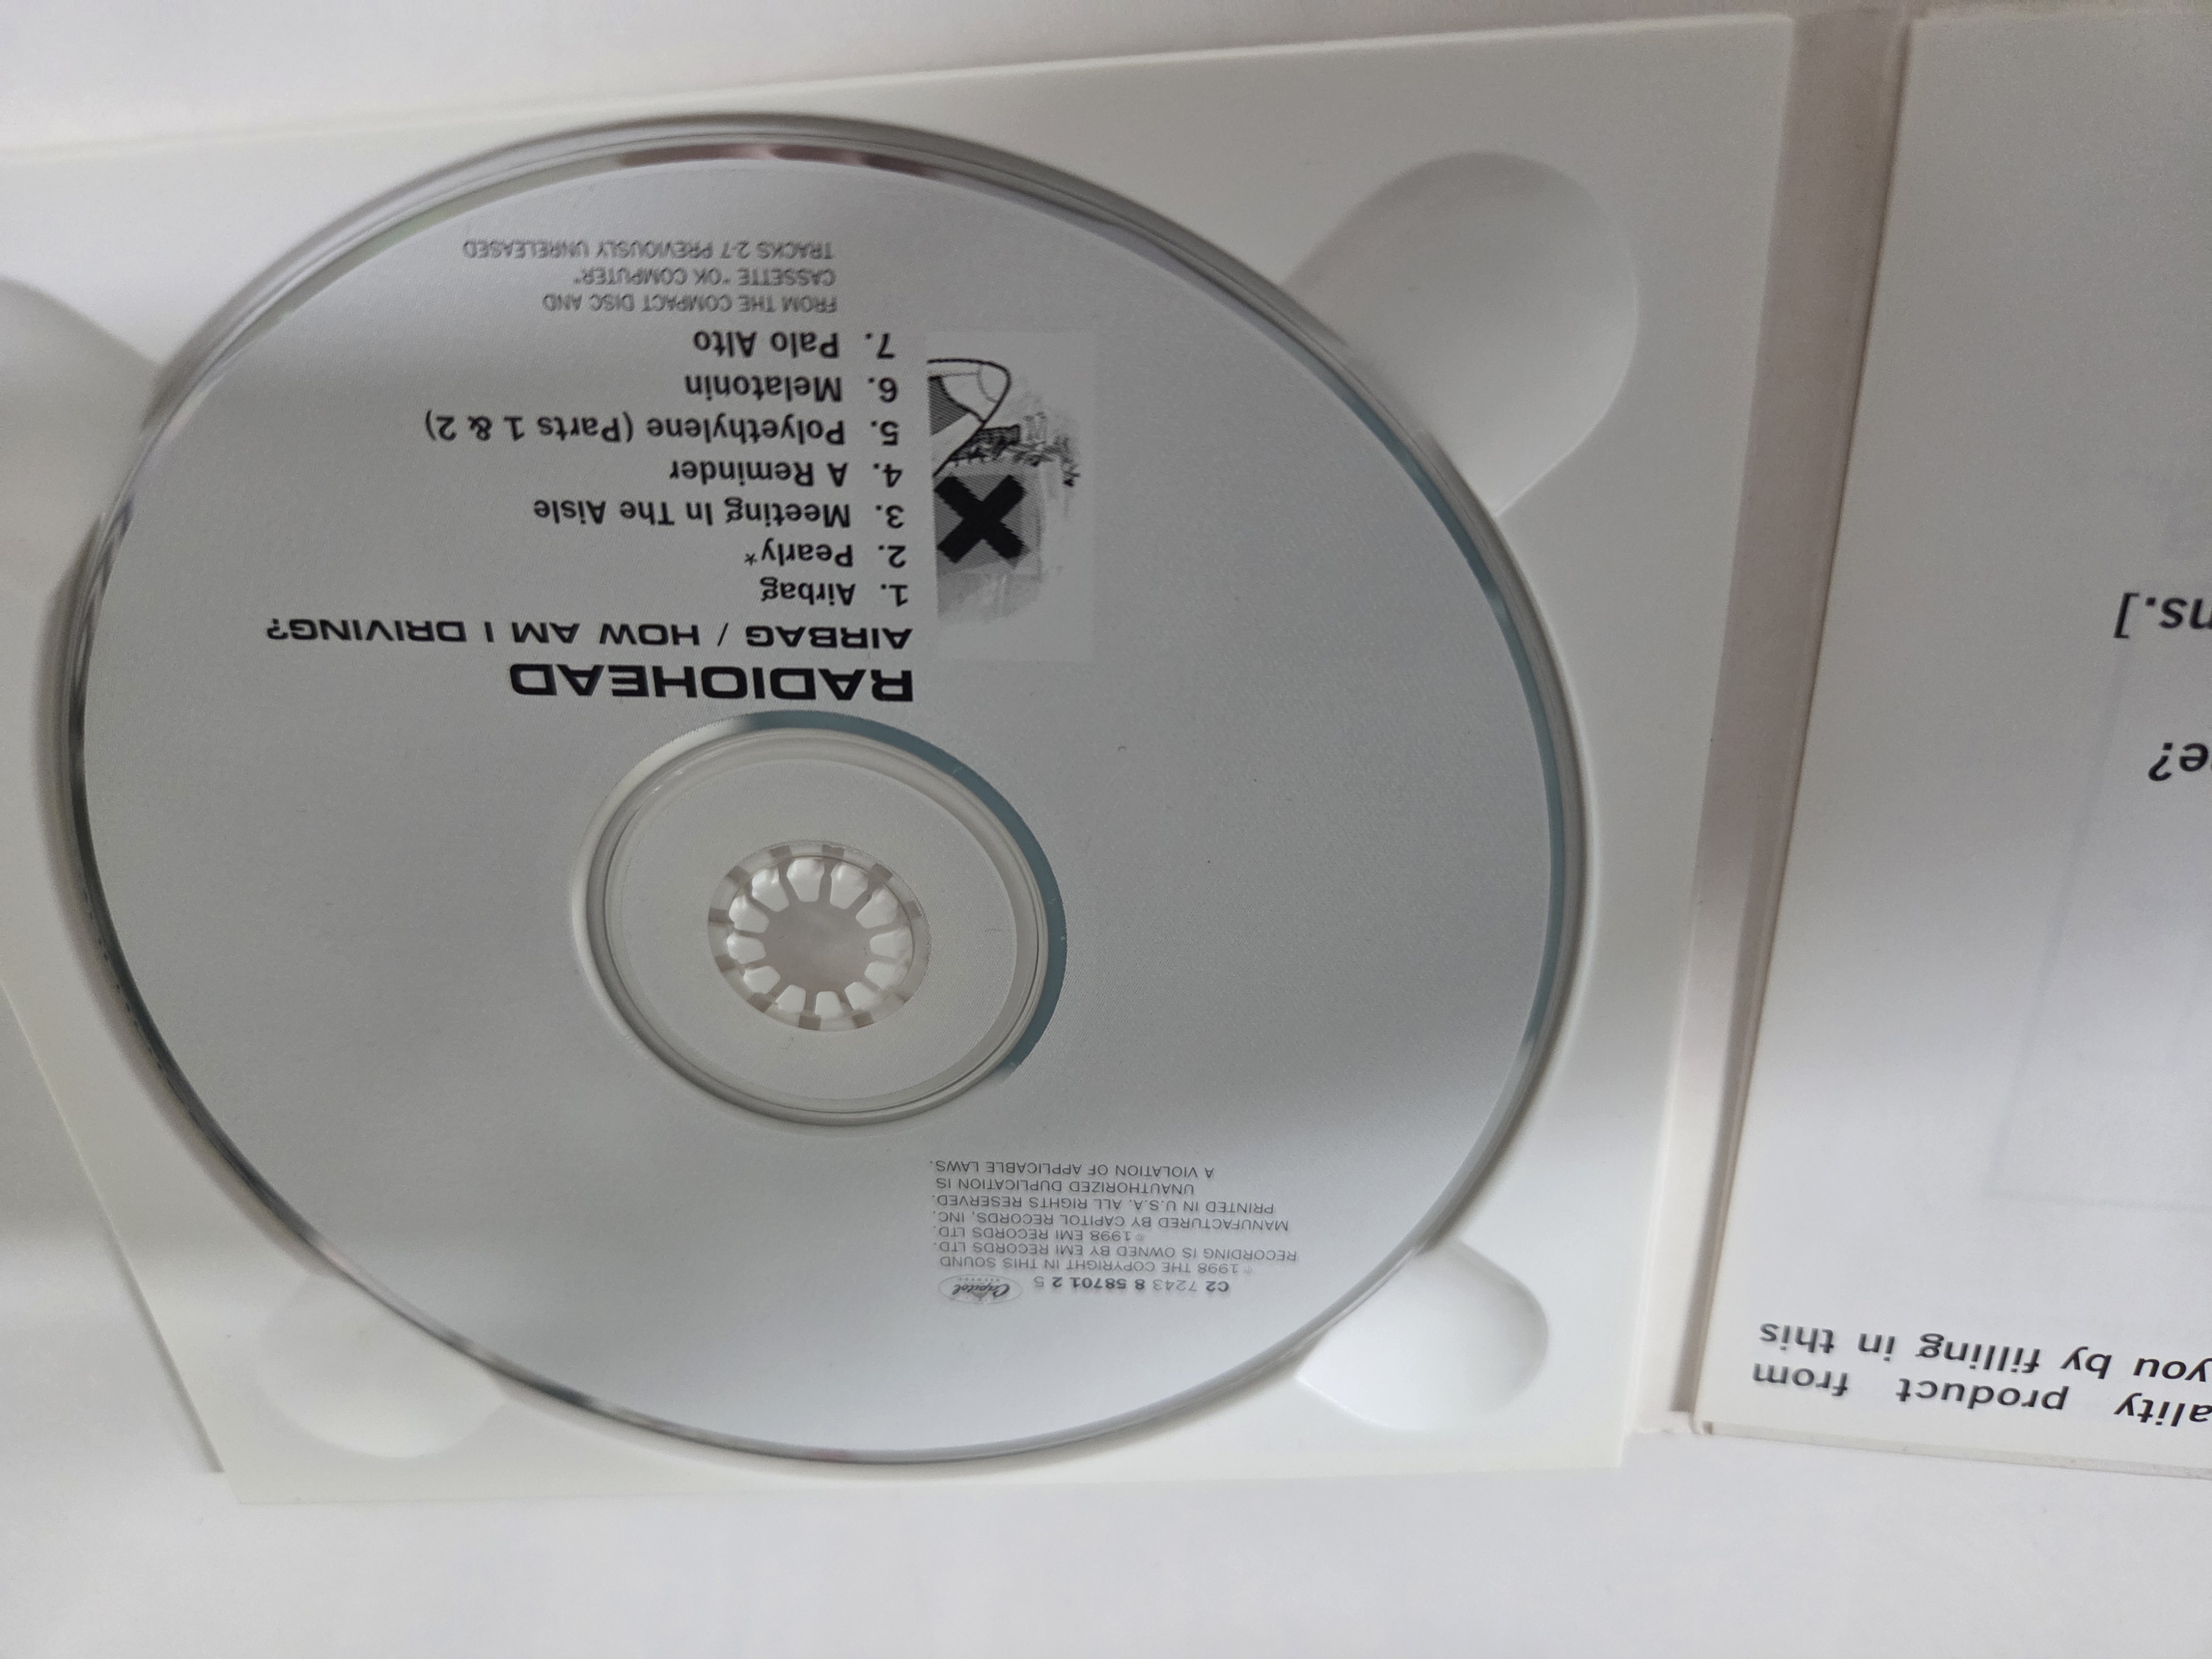 RADIOHEAD
AIRBAG / HOW AM I DRIVING?
1. Airbag
2. Pearly*
3. Meeting In The Aisle
4. A Reminder
5. Polyethylene (Parts 1 & 2)
6. Melatonin
7. Palo Alto
FROM THE COMPACT DISC AND
CASSETTE "OK COMPUTER"
TRACKS 2-7 PREVIOUSLY UNRELEASED
Capitol
C2 7243 8 58701 2 5
℗ 1998 THE COPYRIGHT IN THIS SOUND
RECORDING IS OWNED BY EMI RECORDS LTD.
© 1998 EMI RECORDS LTD.
MANUFACTURED BY CAPITOL RECORDS, INC.
PRINTED IN U.S.A. ALL RIGHTS RESERVED.
UNAUTHORIZED DUPLICATION IS
A VIOLATION OF APPLICABLE LAWS.
ality product from
you by filling in this
e?
ns.]